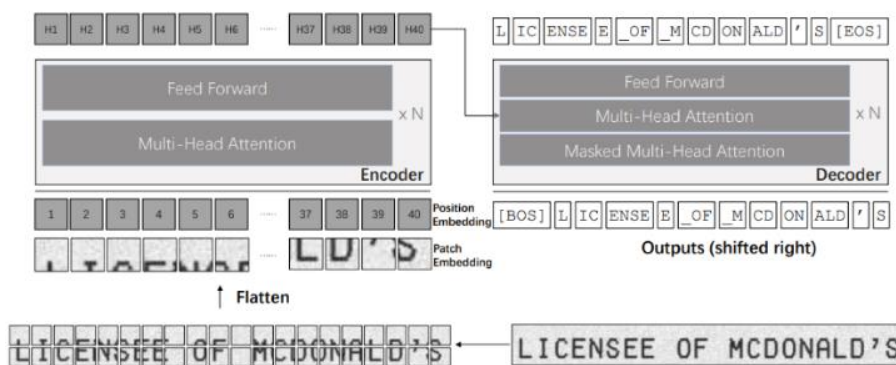 H1 H2 H3 H4 H5 H6 ...... H37 H38 H39 H40
L IC ENSE E _OF _M CD ON ALD ' S [EOS]
Feed Forward
Multi-Head Attention
x N
Encoder
Feed Forward
Multi-Head Attention
Masked Multi-Head Attention
x N
Decoder
1 2 3 4 5 6 ...... 37 38 39 40
Position Embedding
[BOS] L IC ENSE E _OF _M CD ON ALD ' S
Outputs (shifted right)
LICENSE ...... LD'S
Patch Embedding
Flatten
LICENSEE OF MCDONALD'S
LICENSEE OF MCDONALD'S